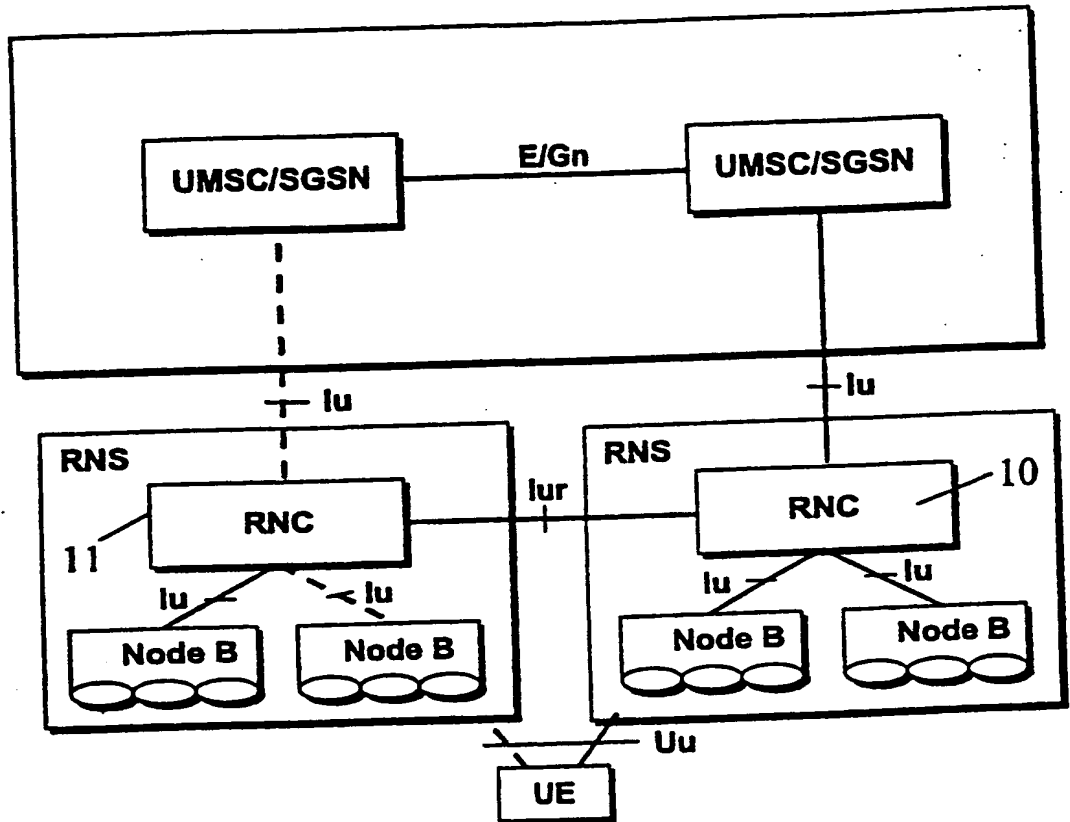 E/Gn
UMSC/SGSN
UMSC/SGSN
Iu
Iu
RNS
RNS
RNC
11
Iur
RNC
10
Iu
Iu
Iu
Iu
Node B
Node B
Node B
Node B
Uu
UE